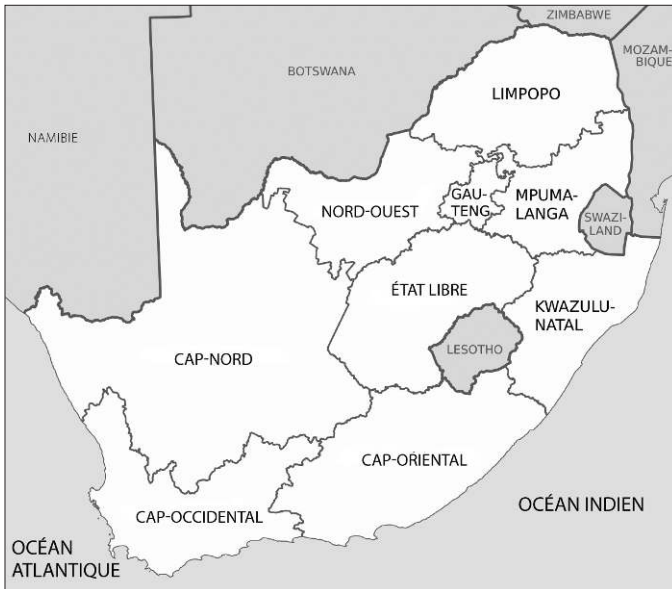 ZIMBABWE
MOZAM-
BIQUE
BOTSWANA
LIMPOPO
NAMIBIE
NORD-OUEST
GAU-
TENG
MPUMA-
LANGA
SWAZI-
LAND
ÉTAT LIBRE
KWAZULU-
NATAL
LESOTHO
CAP-NORD
CAP-ORIENTAL
CAP-OCCIDENTAL
OCÉAN INDIEN
OCÉAN
ATLANTIQUE